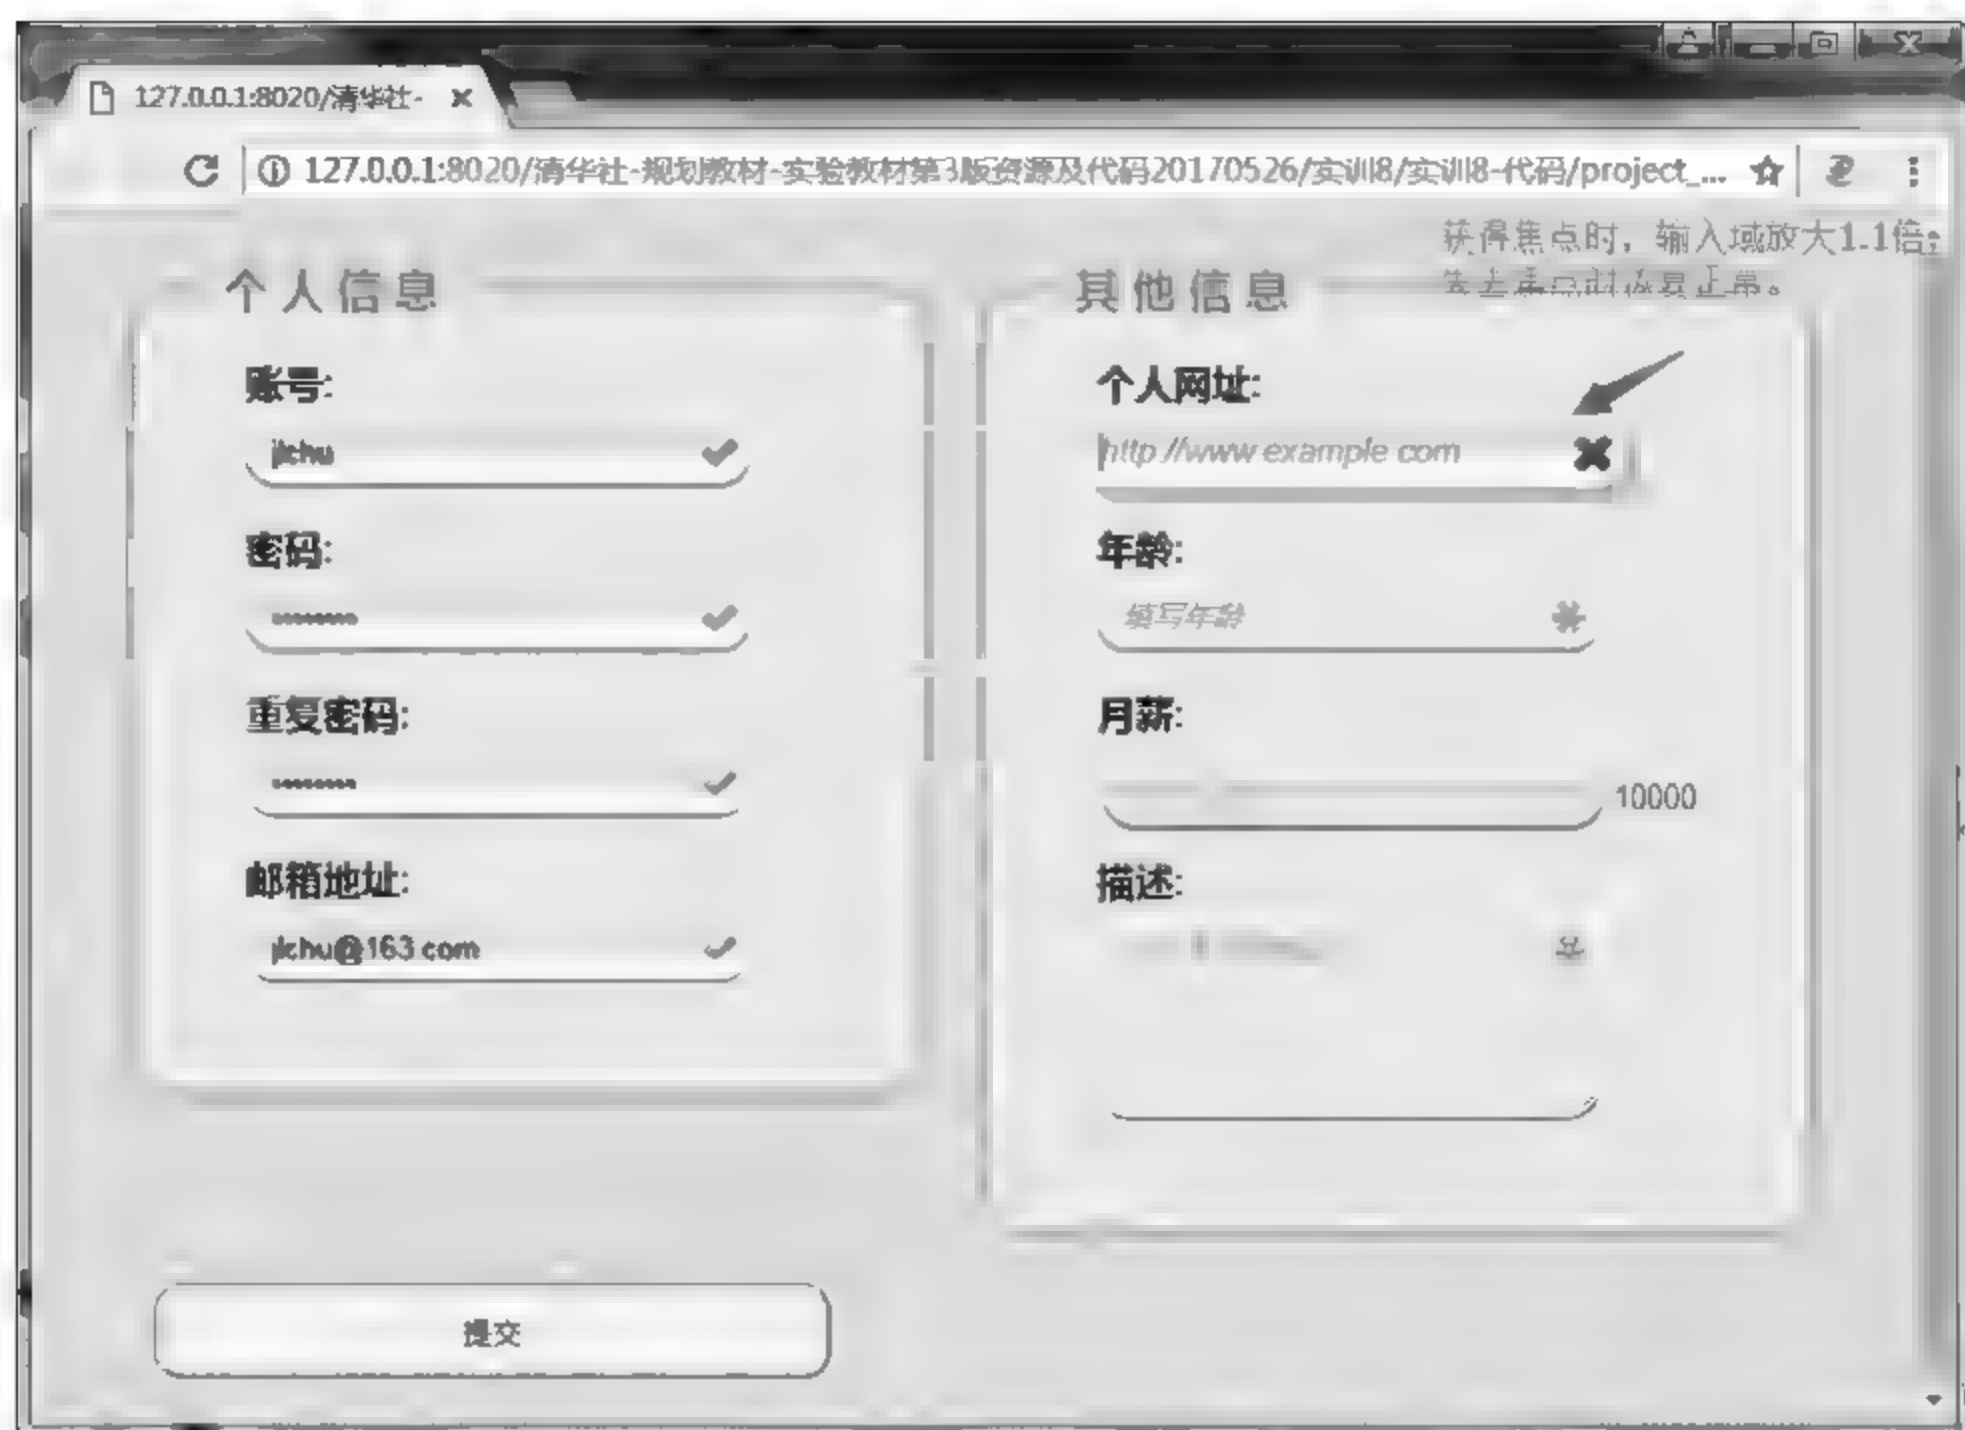 127.0.0.1:8020/清华社-
127.0.0.1:8020/清华社-规划教材-实验教材第3版资源及代码20170526/实训8/实训8-代码/project_...
获得焦点时，输入域放大1.1倍;
失去焦点时恢复正常。
个人信息
账号:
jlchu
密码:
重复密码:
邮箱地址:
jlchu@163.com
其他信息
个人网址:
http://www.example.com
年龄:
填写年龄
月薪:
10000
描述:
提交